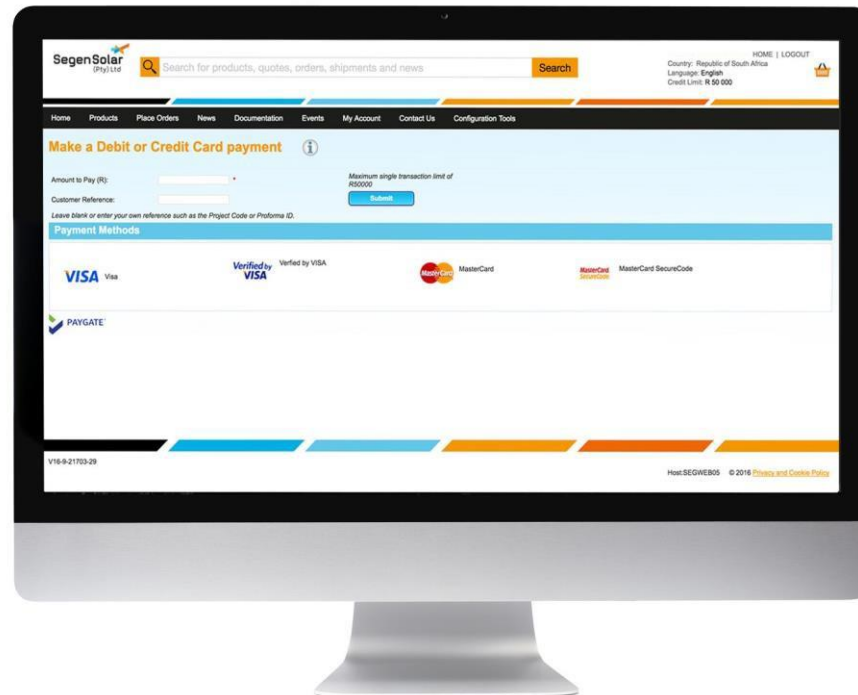 SegenSolar
(Pty) Ltd
Search for products, quotes, orders, shipments and news
Search
HOME | LOGOUT
Country: Republic of South Africa
Language: English
Credit Limit: R 50 000
Home Products Place Orders News Documentation Events My Account Contact Us Configuration Tools
Make a Debit or Credit Card payment i
Amount to Pay (R): *
Maximum single transaction limit of
R50000
Customer Reference:
Submit
Leave blank or enter your own reference such as the Project Code or Proforma ID.
Payment Methods
VISA Visa
Verified by
VISA
Verfied by VISA
MasterCard MasterCard
MasterCard.
SecureCode.
MasterCard SecureCode
PAYGATE
V16-9-21703-29
Host:SEGWEB05 © 2016 Privacy and Cookie Policy